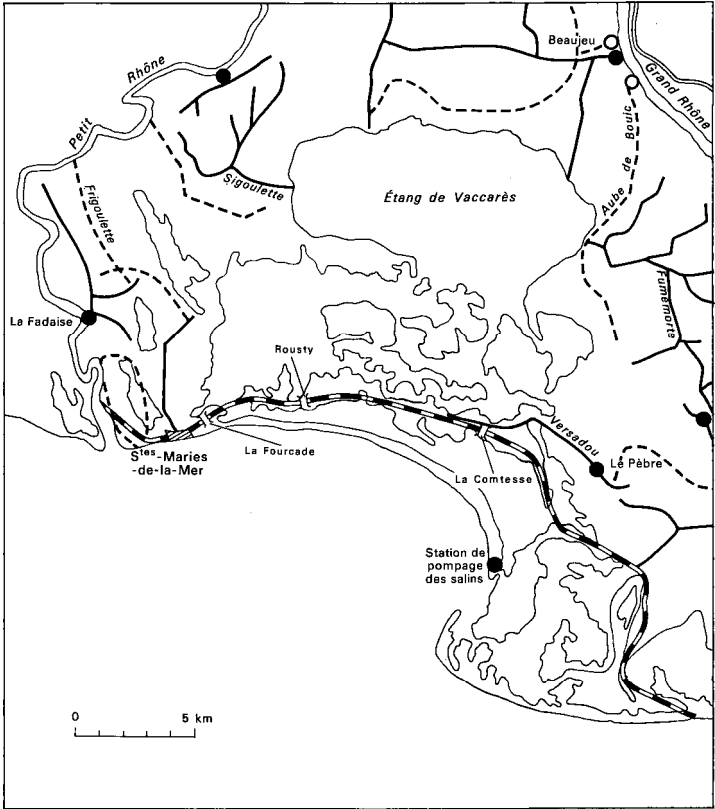 Beaujeu
Rhône
Petit
Grand Rhône
Aube de Bouic
Sigoulette
Frigoulette
Étang de Vaccarès
Fumemorte
La Fadaise
Rousty
Versadou
Stes-Maries
-de-la-Mer
La Fourcade
La Comtesse
Le Pèbre
Station de
pompage
des salins
0 5 km